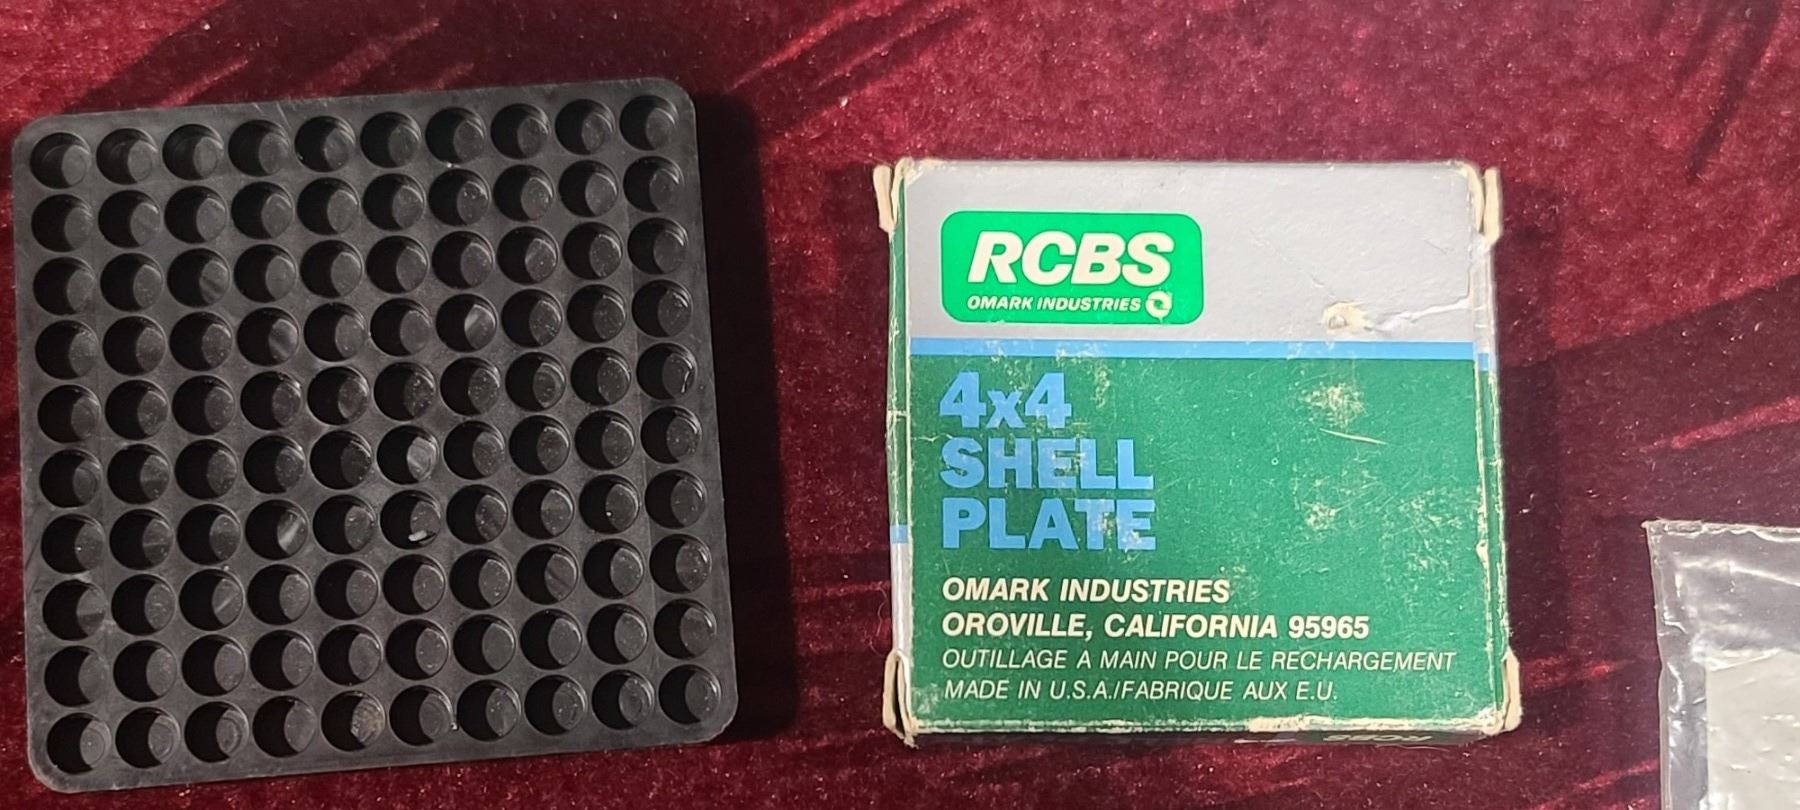 RCBS
OMARK INDUSTRIES
4x4
SHELL
PLATE
OMARK INDUSTRIES
OROVILLE, CALIFORNIA 95965
OUTILLAGE A MAIN POUR LE RECHARGEMENT
MADE IN U.S.A./FABRIQUE AUX E.U.
RCBS